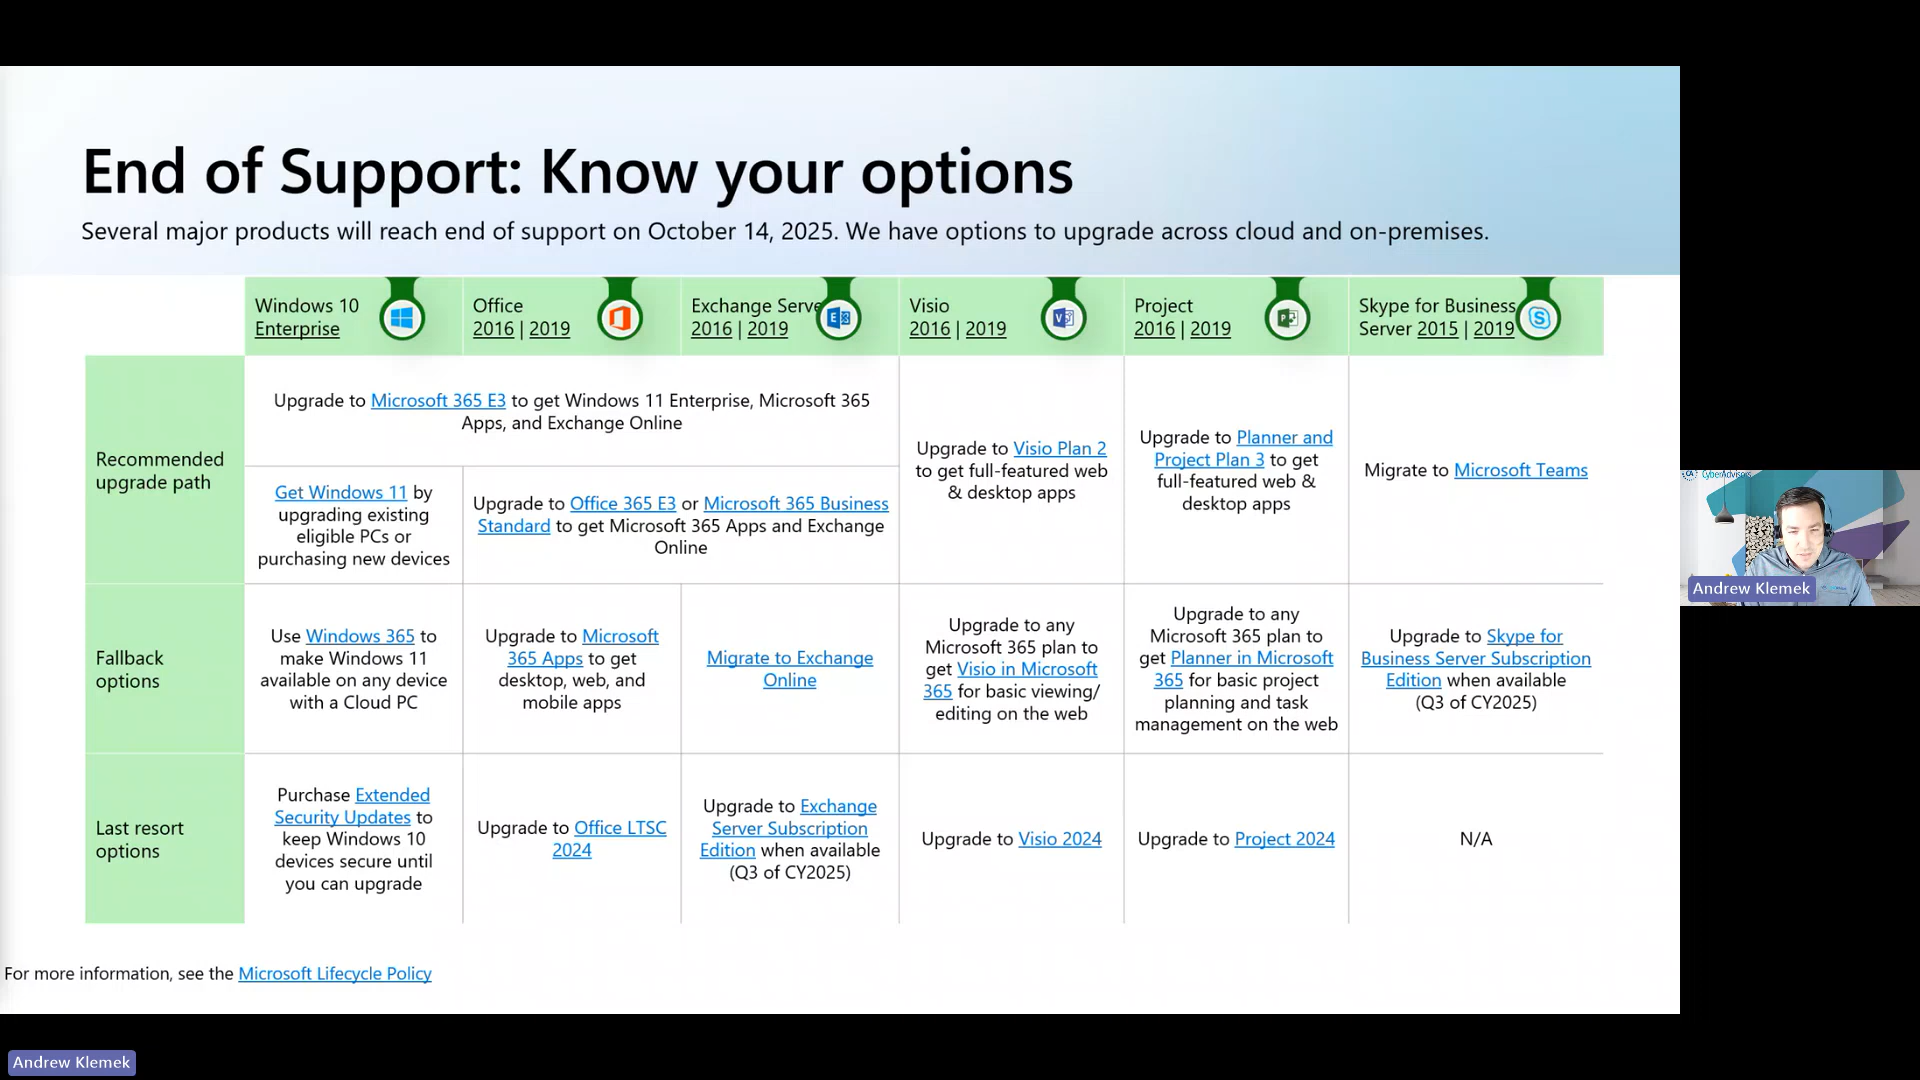 End of Support: Know your options
Several major products will reach end of support on October 14, 2025. We have options to upgrade across cloud and on-premises.
Windows 10
Enterprise
Office
2016 | 2019
Exchange Serve
2016 | 2019
Visio
2016 | 2019
Project
2016 | 2019
Skype for Business
Server 2015 | 2019
Recommended
upgrade path
Upgrade to Microsoft 365 E3 to get Windows 11 Enterprise, Microsoft 365
Apps, and Exchange Online
Get Windows 11 by
upgrading existing
eligible PCs or
purchasing new devices
Upgrade to Office 365 E3 or Microsoft 365 Business
Standard to get Microsoft 365 Apps and Exchange
Online
Upgrade to Visio Plan 2
to get full-featured web
& desktop apps
Upgrade to Planner and
Project Plan 3 to get
full-featured web &
desktop apps
Migrate to Microsoft Teams
Fallback
options
Use Windows 365 to
make Windows 11
available on any device
with a Cloud PC
Upgrade to Microsoft
365 Apps to get
desktop, web, and
mobile apps
Migrate to Exchange
Online
Upgrade to any
Microsoft 365 plan to
get Visio in Microsoft
365 for basic viewing/
editing on the web
Upgrade to any
Microsoft 365 plan to
get Planner in Microsoft
365 for basic project
planning and task
management on the web
Upgrade to Skype for
Business Server Subscription
Edition when available
(Q3 of CY2025)
Last resort
options
Purchase Extended
Security Updates to
keep Windows 10
devices secure until
you can upgrade
Upgrade to Office LTSC
2024
Upgrade to Exchange
Server Subscription
Edition when available
(Q3 of CY2025)
Upgrade to Visio 2024
Upgrade to Project 2024
N/A
For more information, see the Microsoft Lifecycle Policy
CyberAdvisors
Andrew Klemek
Andrew Klemek